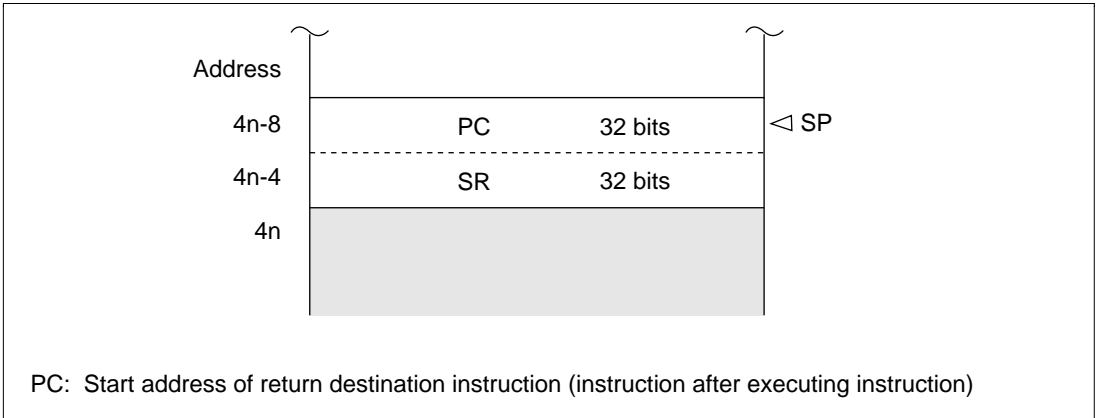 Address
4n-8 PC 32 bits SP
4n-4 SR 32 bits
4n
PC: Start address of return destination instruction (instruction after executing instruction)